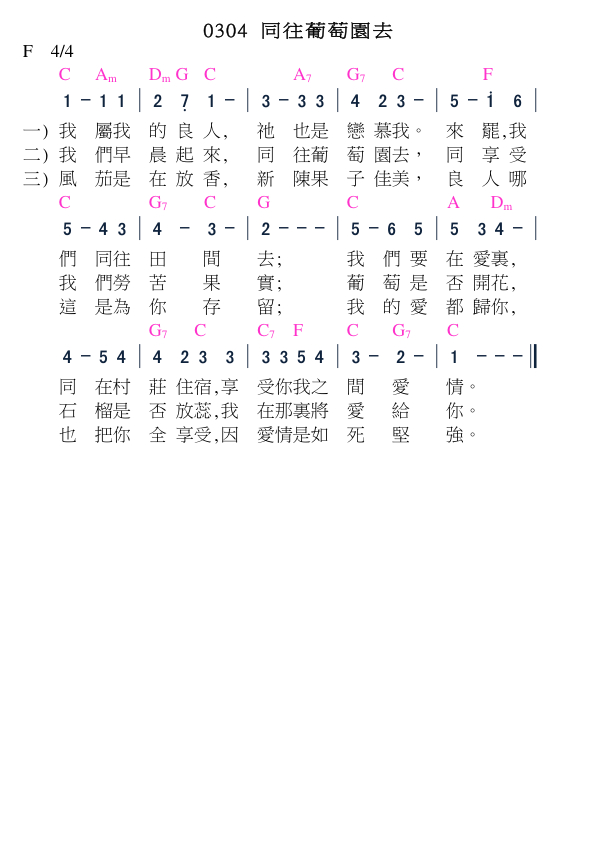 0304 同往葡萄園去
F 4/4
C Am Dm G C A7 G7 C F
1 - 1 1 | 2 7̣ 1 - | 3 - 3 3 | 4 2 3 - | 5 - i 6 |
一) 我 屬我 的 良 人, 祂 也是 戀 慕我。 來 罷,我
二) 我 們早 晨 起 來, 同 往葡 萄 園去, 同 享 受
三) 風 茄是 在 放 香, 新 陳果 子 佳美, 良 人 哪
C G7 C G C A Dm
5 - 4 3 | 4 - 3 - | 2 - - - | 5 - 6 5 | 5 3 4 - |
們 同往 田 間 去; 我 們 要 在 愛裏,
我 們勞 苦 果 實; 葡 萄 是 否 開花,
這 是為 你 存 留; 我 的 愛 都 歸你,
G7 C C7 F C G7 C
4 - 5 4 | 4 2 3 3 | 3 3 5 4 | 3 - 2 - | 1 - - - ‖
同 在村 莊 住宿,享 受你我之 間 愛 情。
石 榴是 否 放蕊,我 在那裏將 愛 給 你。
也 把你 全 享受,因 愛情是如 死 堅 強。